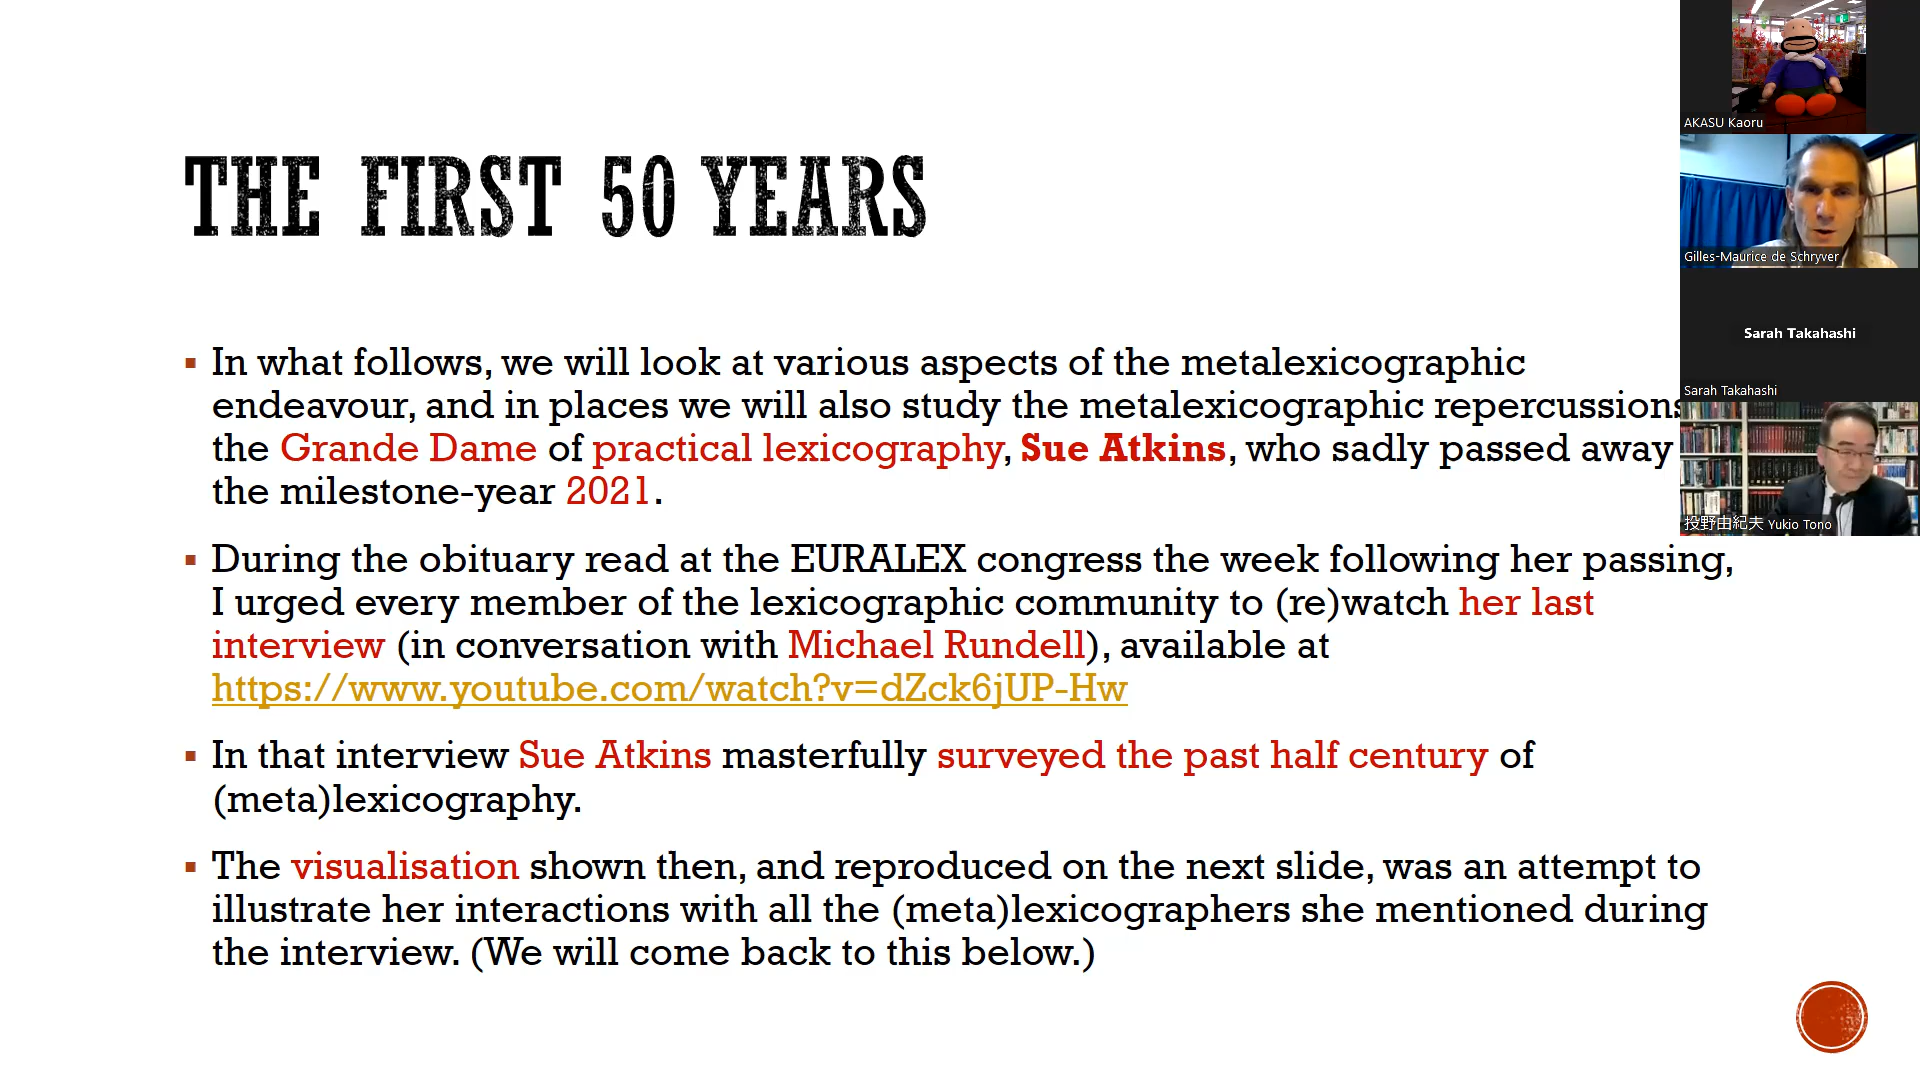 THE FIRST 50 YEARS
In what follows, we will look at various aspects of the metalexicographic
endeavour, and in places we will also study the metalexicographic repercussions
the Grande Dame of practical lexicography, Sue Atkins, who sadly passed away
the milestone-year 2021.
During the obituary read at the EURALEX congress the week following her passing,
I urged every member of the lexicographic community to (re)watch her last
interview (in conversation with Michael Rundell), available at
https://www.youtube.com/watch?v=dZck6jUP-Hw
In that interview Sue Atkins masterfully surveyed the past half century of
(meta)lexicography.
The visualisation shown then, and reproduced on the next slide, was an attempt to
illustrate her interactions with all the (meta)lexicographers she mentioned during
the interview. (We will come back to this below.)
AKASU Kaoru
Gilles-Maurice de Schryver
Sarah Takahashi
Sarah Takahashi
投野由紀夫 Yukio Tono